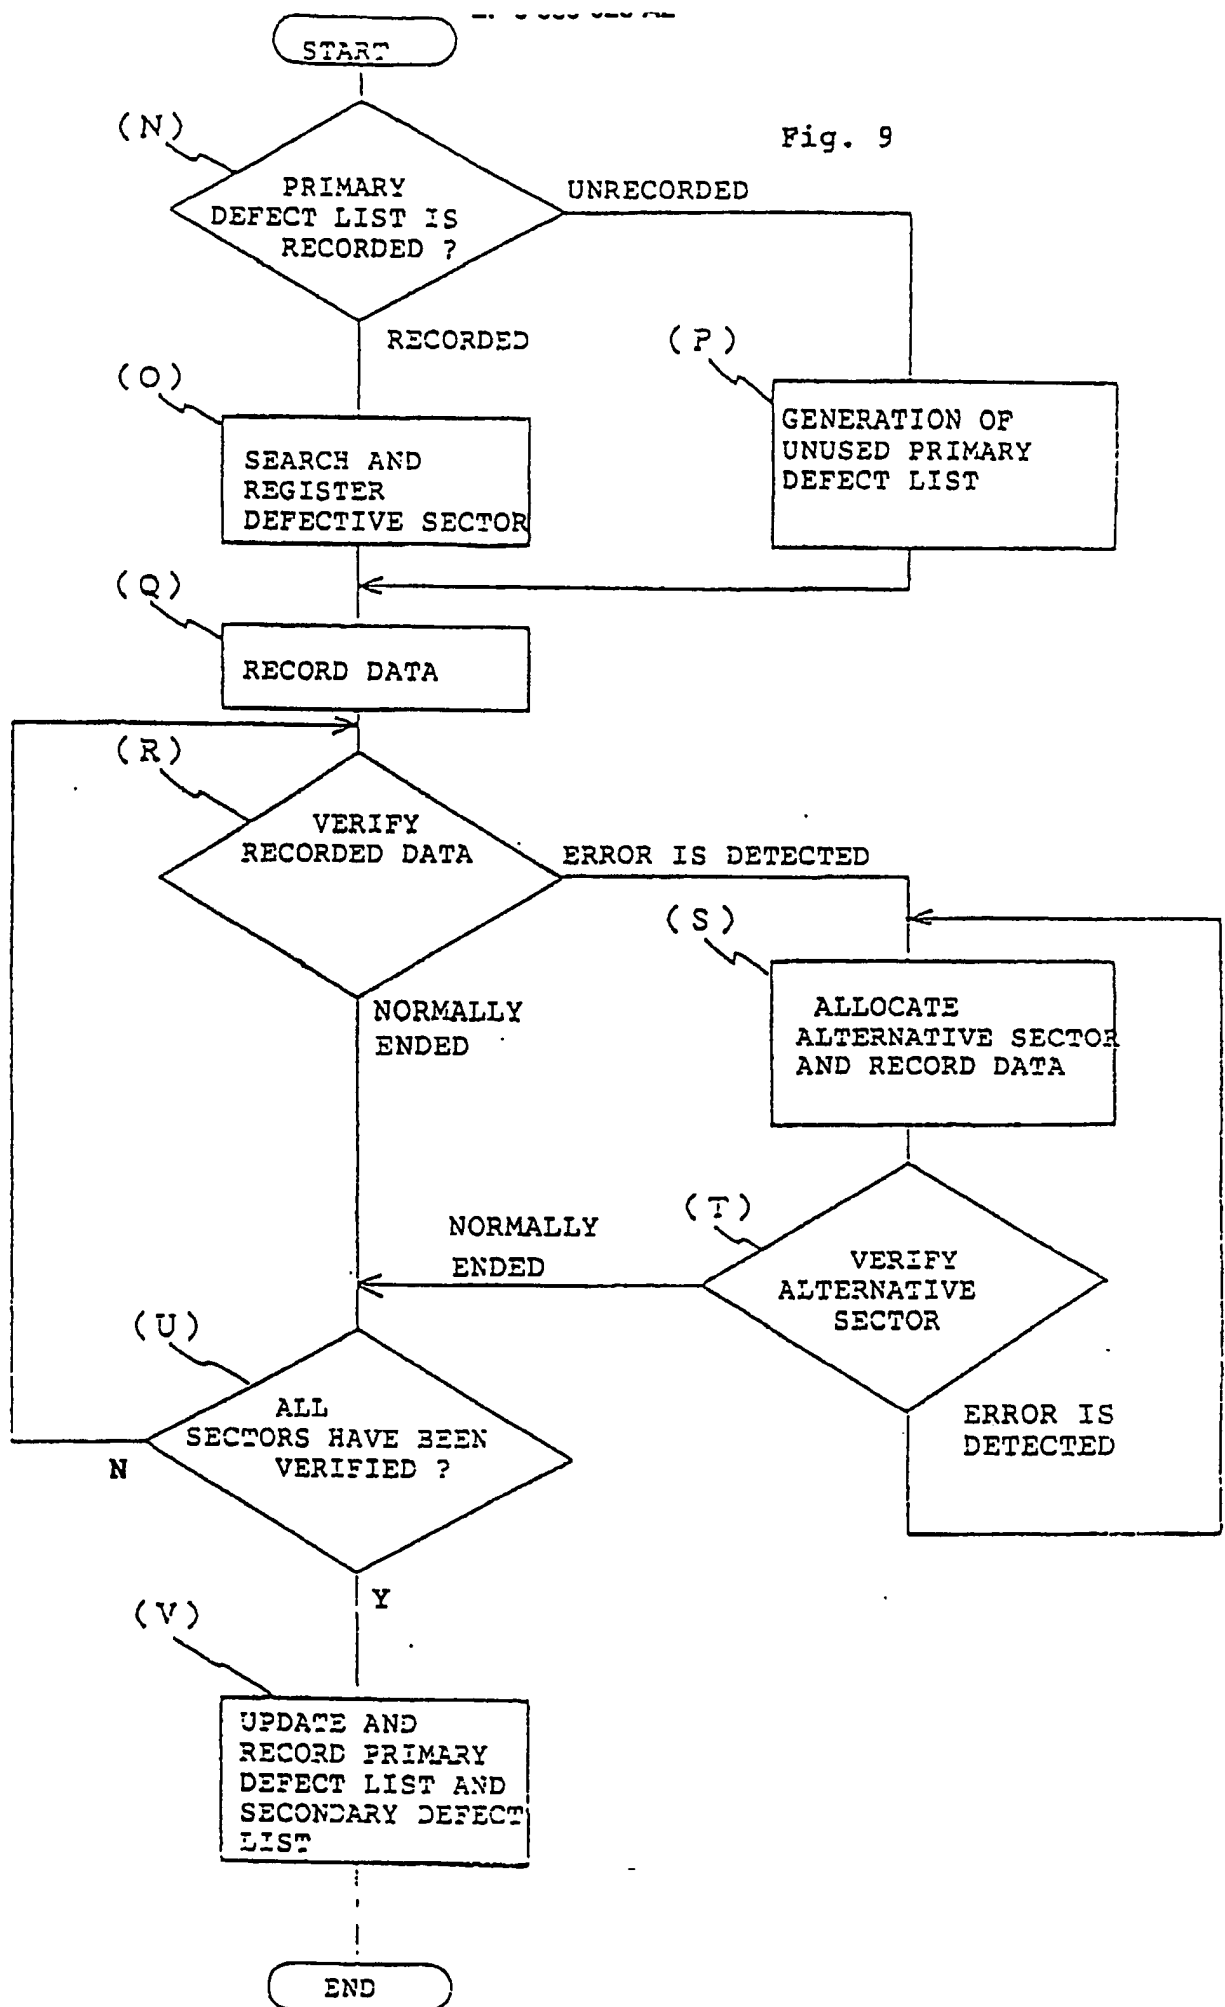 START
(N)
Fig. 9
PRIMARY
DEFECT LIST IS
RECORDED ?
UNRECORDED
RECORDED
(P)
(O)
GENERATION OF
UNUSED PRIMARY
DEFECT LIST
SEARCH AND
REGISTER
DEFECTIVE SECTOR
(Q)
RECORD DATA
(R)
VERIFY
RECORDED DATA
ERROR IS DETECTED
(S)
NORMALLY
ENDED
ALLOCATE
ALTERNATIVE SECTOR
AND RECORD DATA
(T)
NORMALLY
ENDED
VERIFY
ALTERNATIVE
SECTOR
(U)
ALL
SECTORS HAVE BEEN
VERIFIED ?
ERROR IS
DETECTED
N
Y
(V)
UPDATE AND
RECORD PRIMARY
DEFECT LIST AND
SECONDARY DEFECT
LIST
END